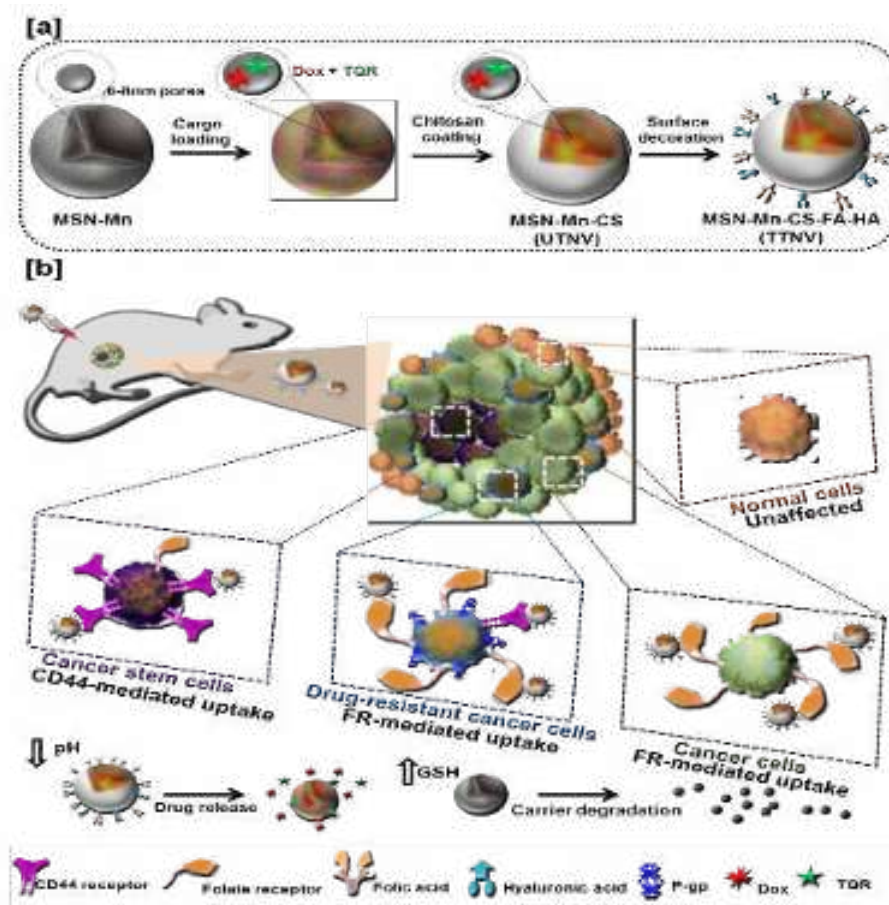 [a]
6-8nm pores
Dox + TQR
Cargo
loading
Chitosan
coating
Surface
decoration
MSN-Mn
MSN-Mn-CS
(UTNV)
MSN-Mn-CS-FA-HA
(TTNV)
[b]
Normal cells
Unaffected
Cancer stem cells
CD44-mediated uptake
Drug-resistant cancer cells
FR-mediated uptake
Cancer cells
FR-mediated uptake
pH
Drug release
GSH
Carrier degradation
CD44 receptor
Folate receptor
Folic acid
Hyaluronic acid
P-gp
Dox
TQR